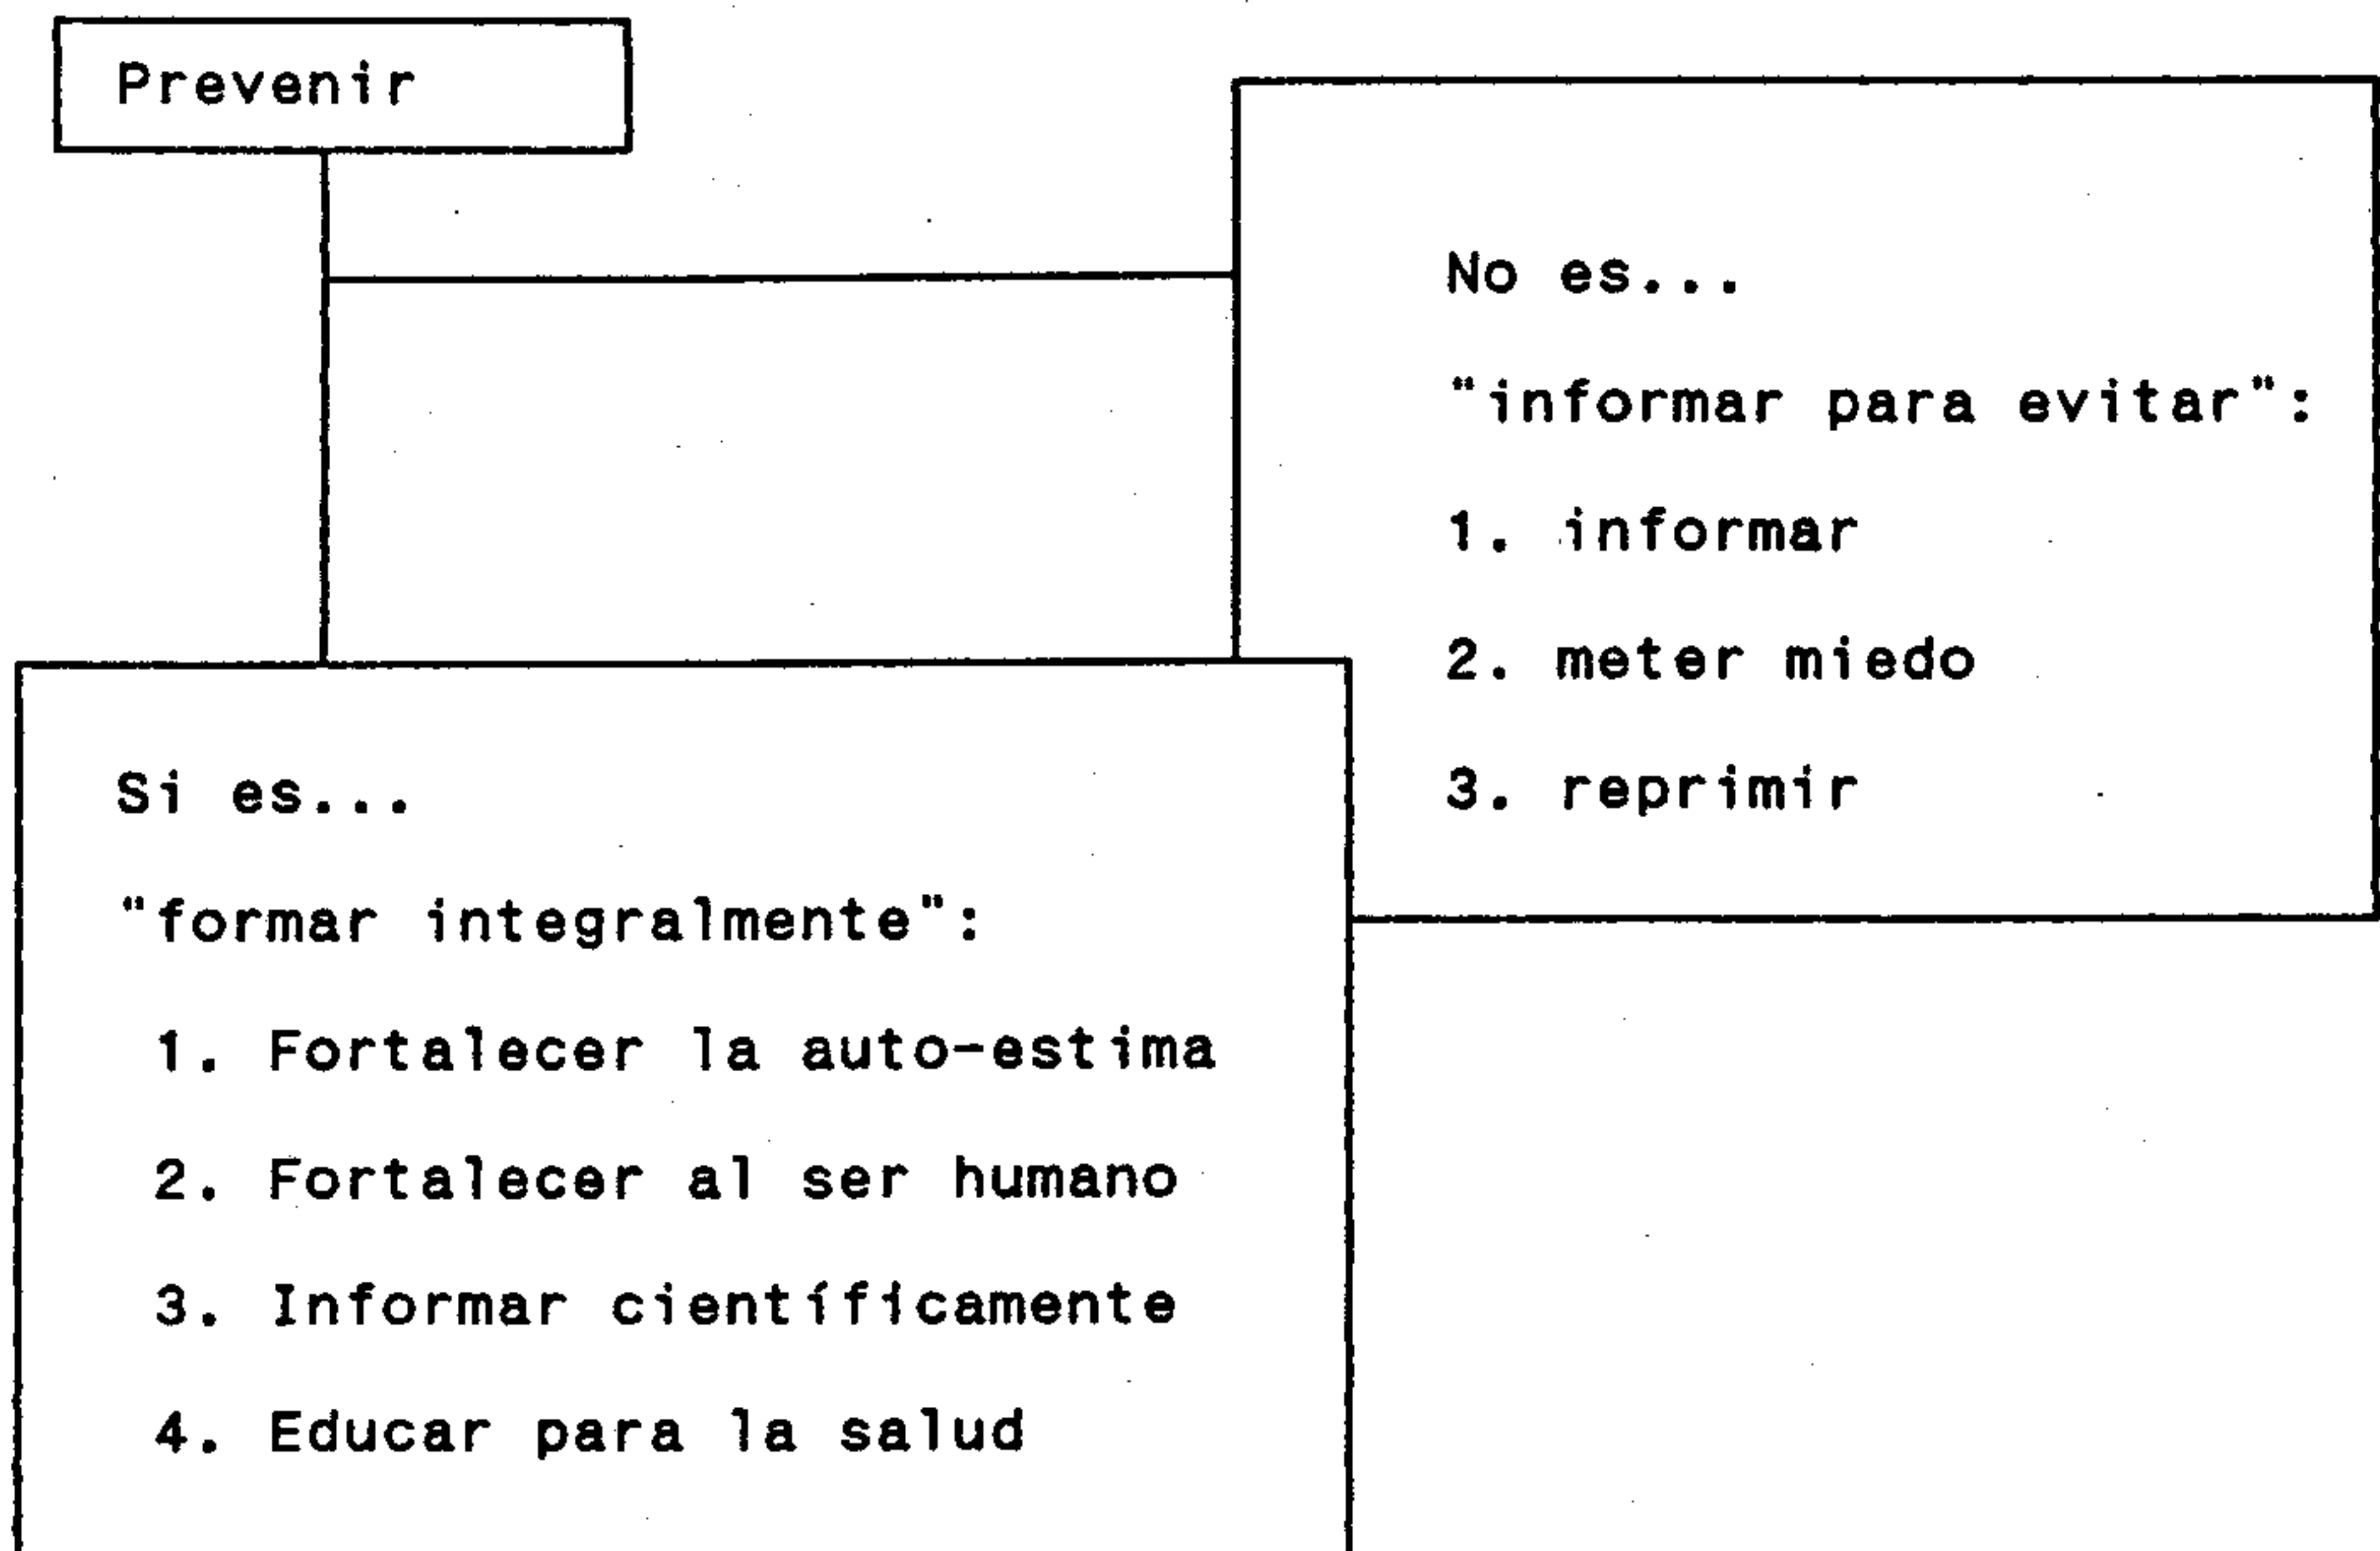 Prevenir
No es...
"informar para evitar":
1. informar
2. meter miedo
3. reprimir
Si es...
"formar integralmente":
1. Fortalecer la auto-estima
2. Fortalecer al ser humano
3. Informar científicamente
4. Educar para la salud